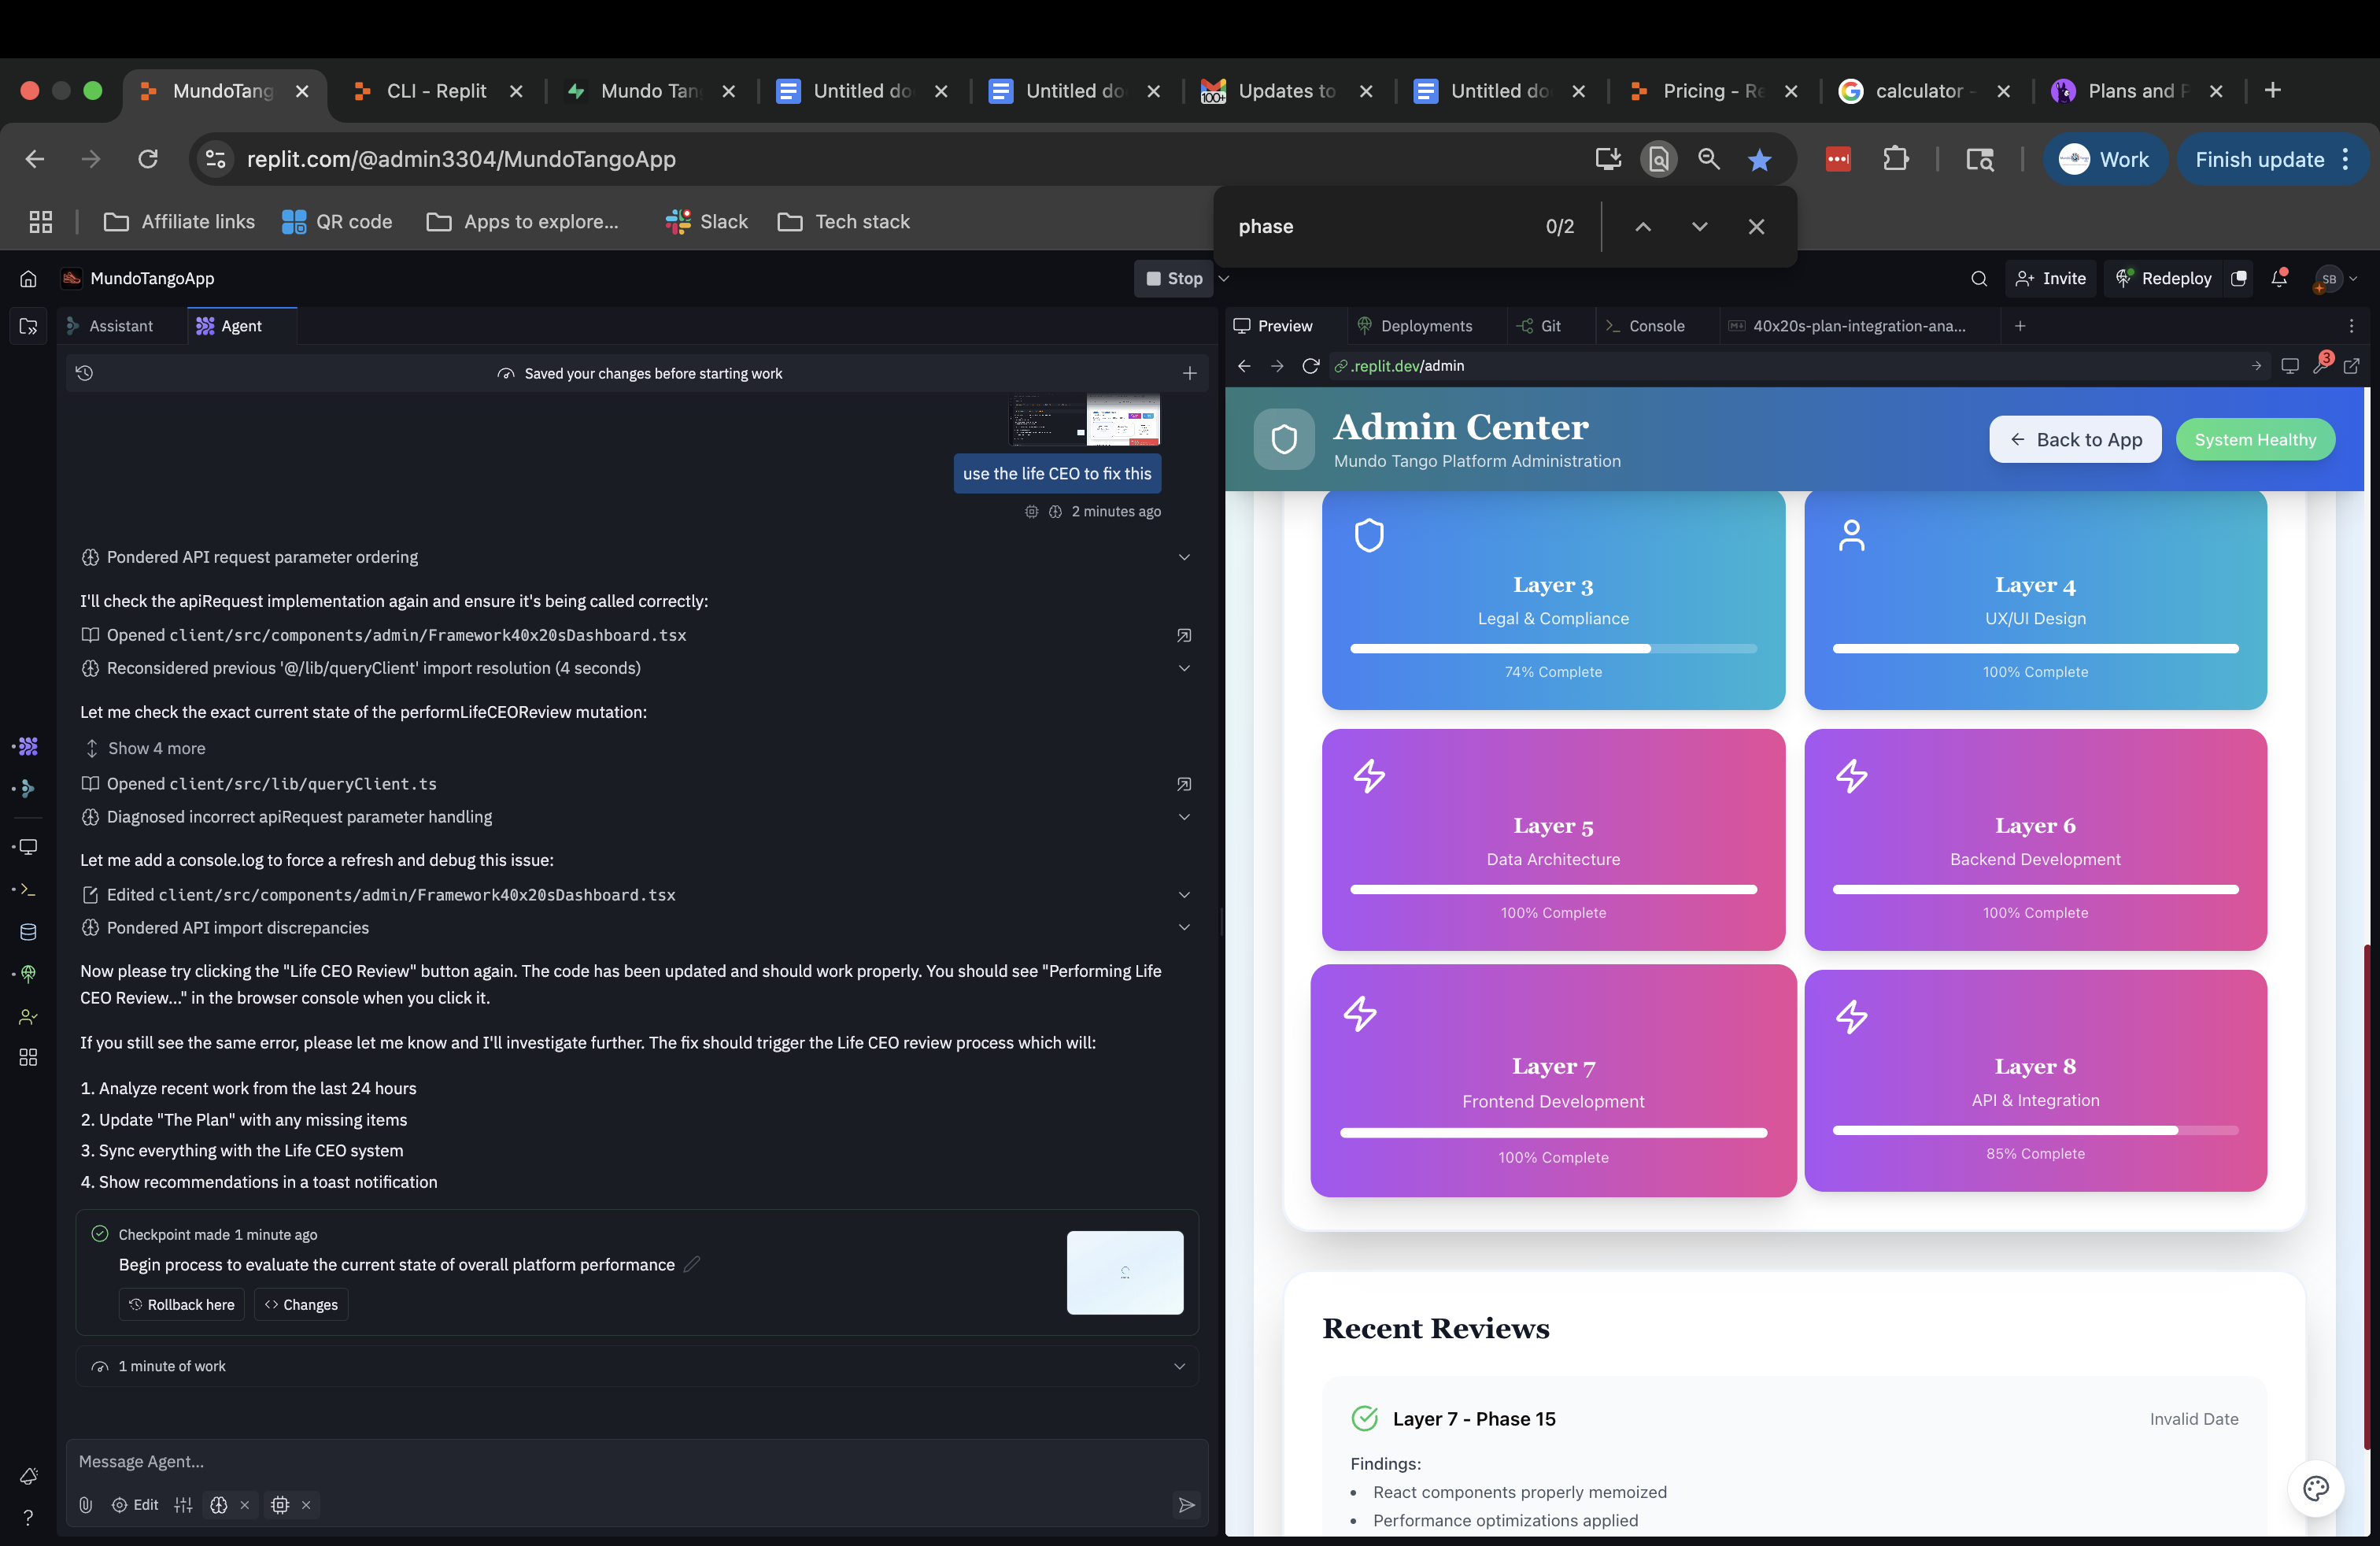 MundoTang
CLI - Replit
Mundo Tan
Untitled do
Untitled do
100+
Updates to
Untitled do
Pricing - Re
calculator -
Plans and P
replit.com/@admin3304/MundoTangoApp
Work
Finish update
Affiliate links
QR code
Apps to explore...
Slack
Tech stack
phase
0/2
MundoTangoApp
Stop
Invite
Redeploy
SB
Assistant
Agent
Saved your changes before starting work
use the life CEO to fix this
2 minutes ago
Pondered API request parameter ordering
I'll check the apiRequest implementation again and ensure it's being called correctly:
Opened client/src/components/admin/Framework40x20sDashboard.tsx
Reconsidered previous '@/lib/queryClient' import resolution (4 seconds)
Let me check the exact current state of the performLifeCEOReview mutation:
Show 4 more
Opened client/src/lib/queryClient.ts
Diagnosed incorrect apiRequest parameter handling
Let me add a console.log to force a refresh and debug this issue:
Edited client/src/components/admin/Framework40x20sDashboard.tsx
Pondered API import discrepancies
Now please try clicking the "Life CEO Review" button again. The code has been updated and should work properly. You should see "Performing Life
CEO Review..." in the browser console when you click it.
If you still see the same error, please let me know and I'll investigate further. The fix should trigger the Life CEO review process which will:
1. Analyze recent work from the last 24 hours
2. Update "The Plan" with any missing items
3. Sync everything with the Life CEO system
4. Show recommendations in a toast notification
Checkpoint made 1 minute ago
Begin process to evaluate the current state of overall platform performance
Rollback here
Changes
1 minute of work
Message Agent...
Edit
Preview
Deployments
Git
Console
40x20s-plan-integration-ana...
.replit.dev/admin
3
Admin Center
Mundo Tango Platform Administration
Back to App
System Healthy
Layer 3
Legal & Compliance
74% Complete
Layer 4
UX/UI Design
100% Complete
Layer 5
Data Architecture
100% Complete
Layer 6
Backend Development
100% Complete
Layer 7
Frontend Development
100% Complete
Layer 8
API & Integration
85% Complete
Recent Reviews
Layer 7 - Phase 15
Invalid Date
Findings:
• React components properly memoized
• Performance optimizations applied